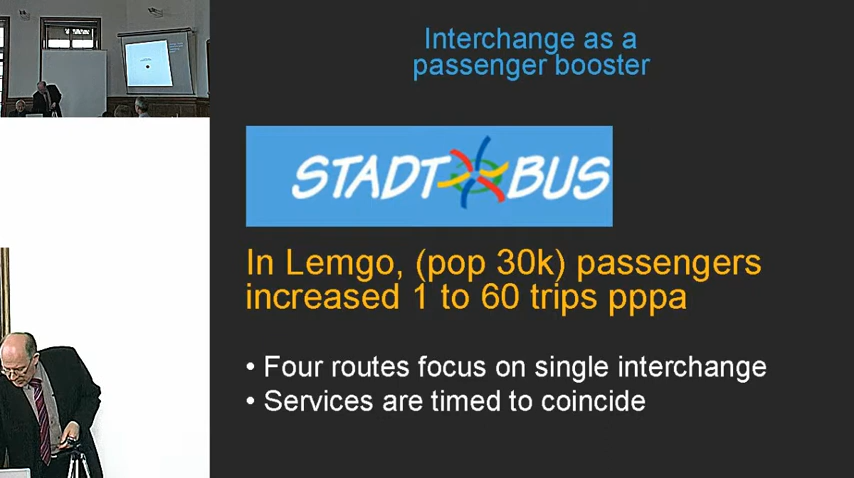 Interchange as a
passenger booster
STADT BUS
In Lemgo, (pop 30k) passengers
increased 1 to 60 trips pppa
• Four routes focus on single interchange
• Services are timed to coincide